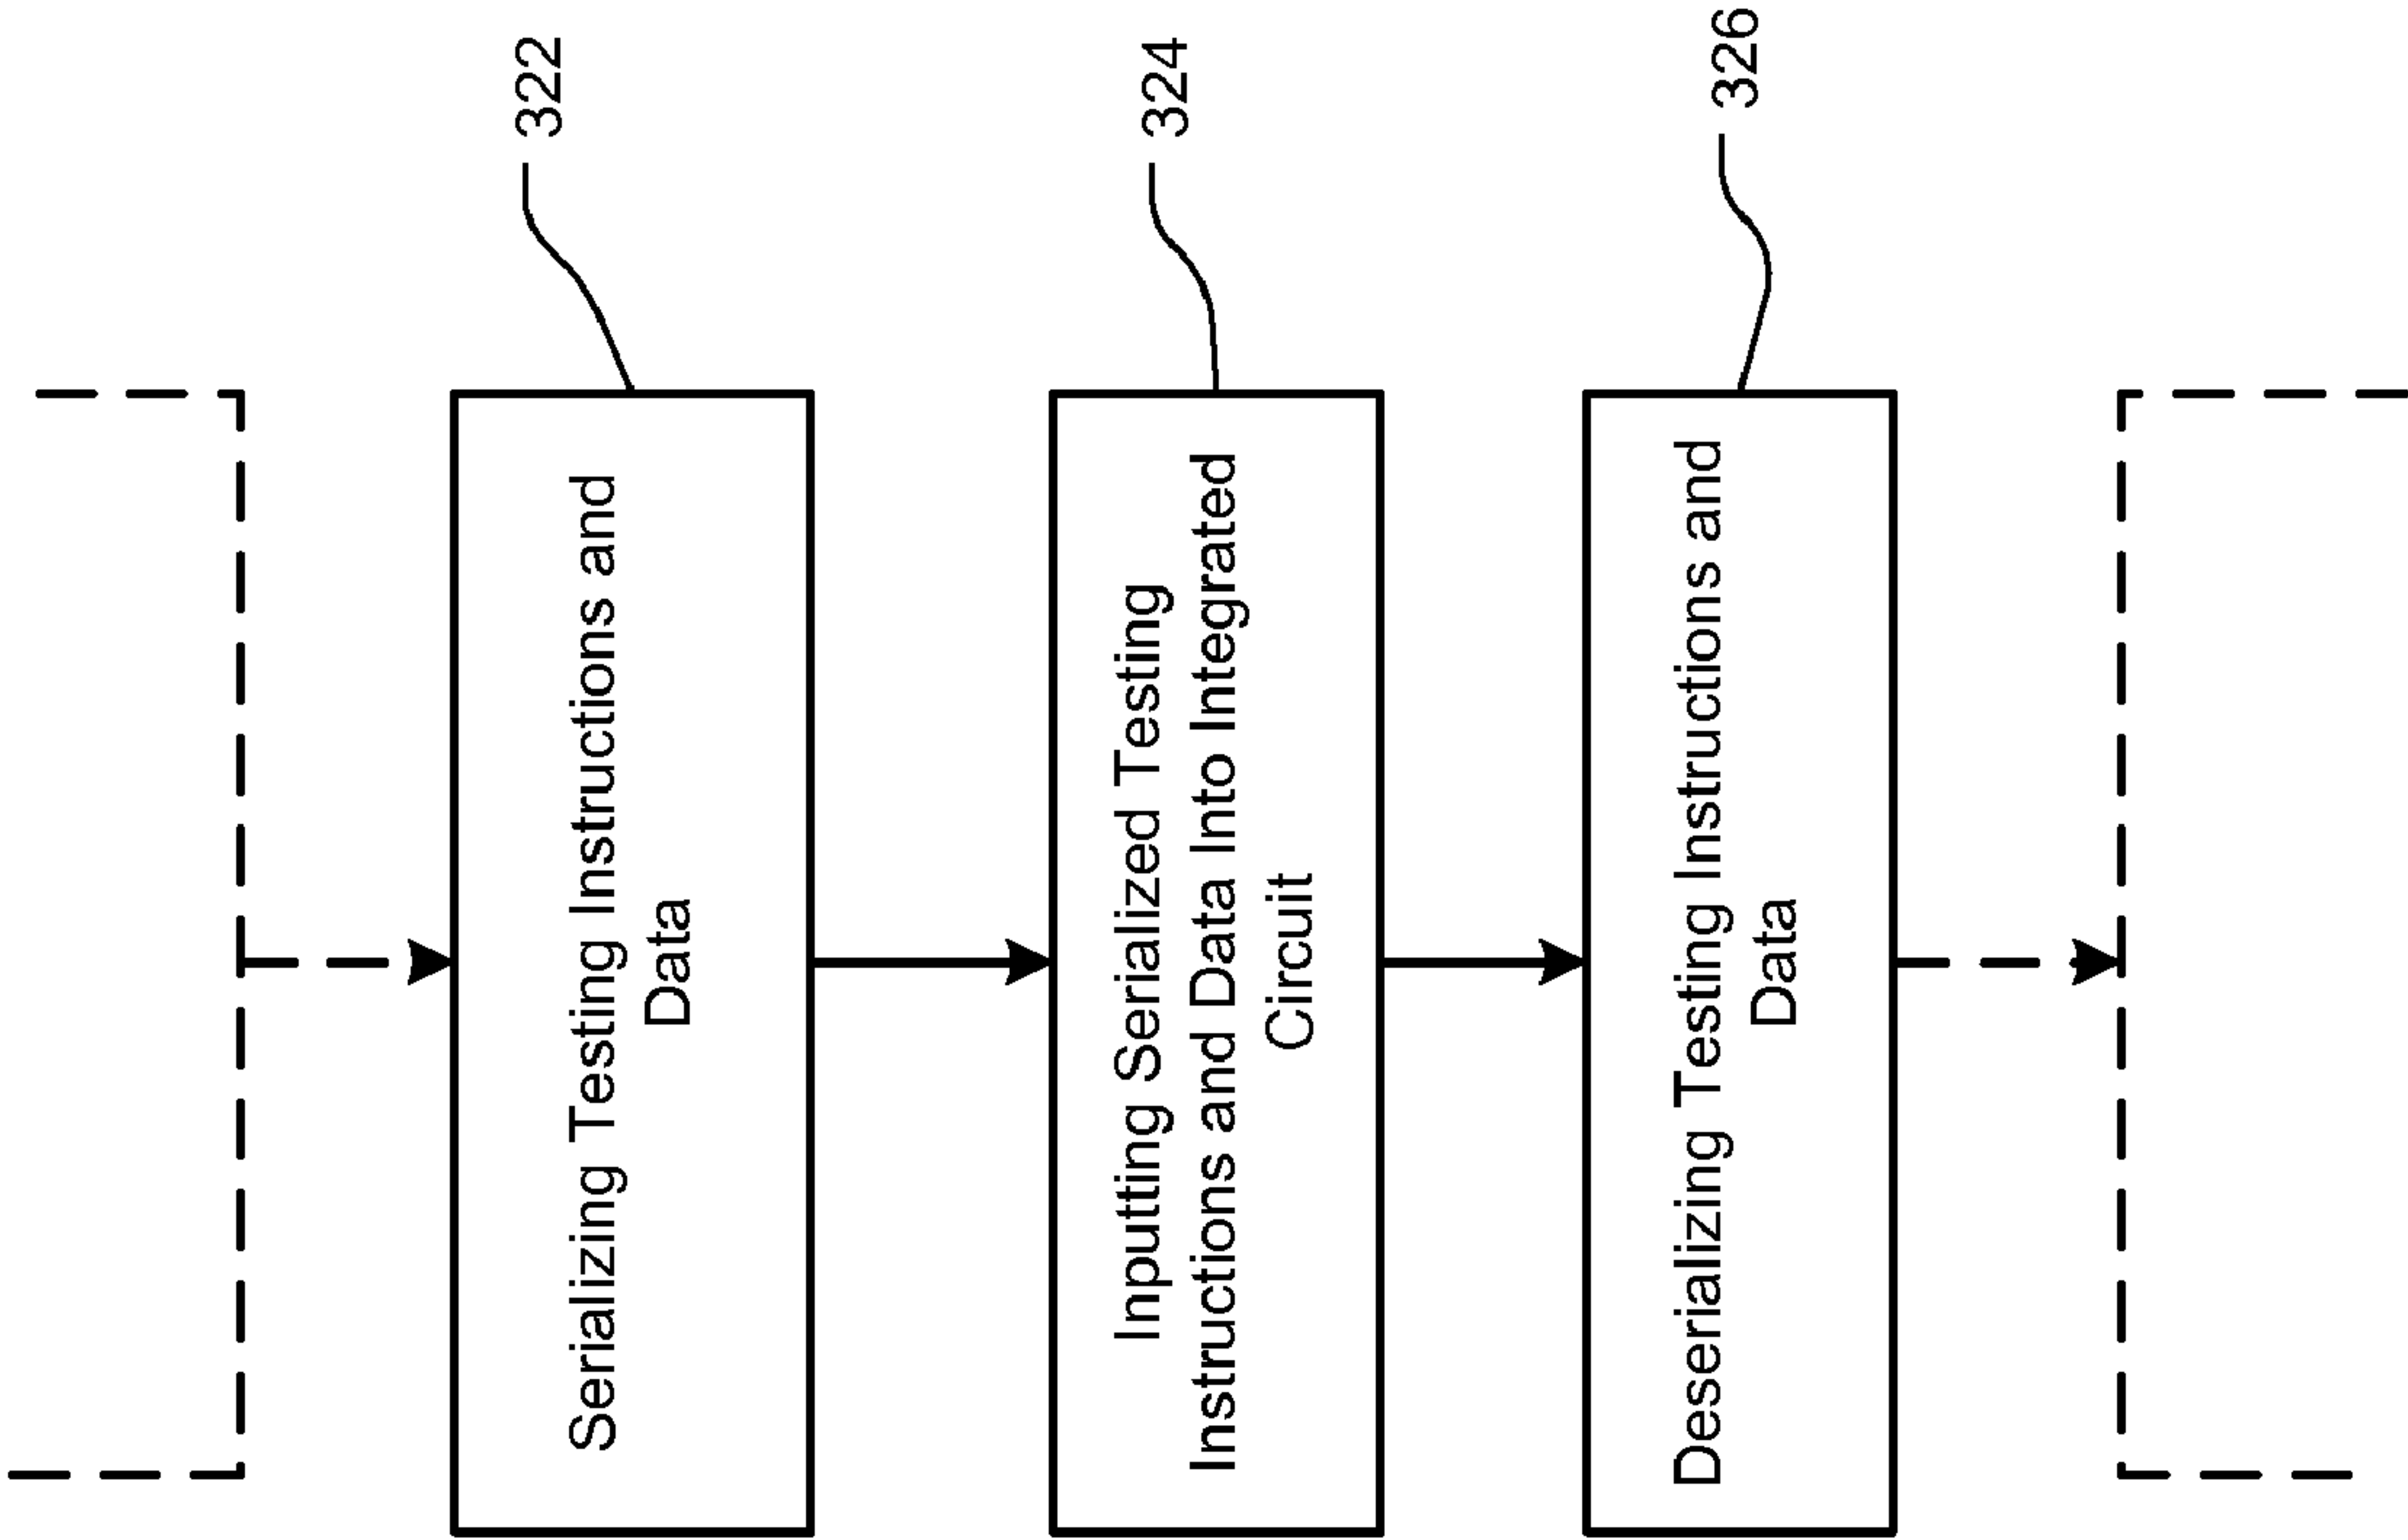 322
Serializing Testing Instructions and
Data
324
Inputting Serialized Testing
Instructions and Data Into Integrated
Circuit
326
Deserializing Testing Instructions and
Data